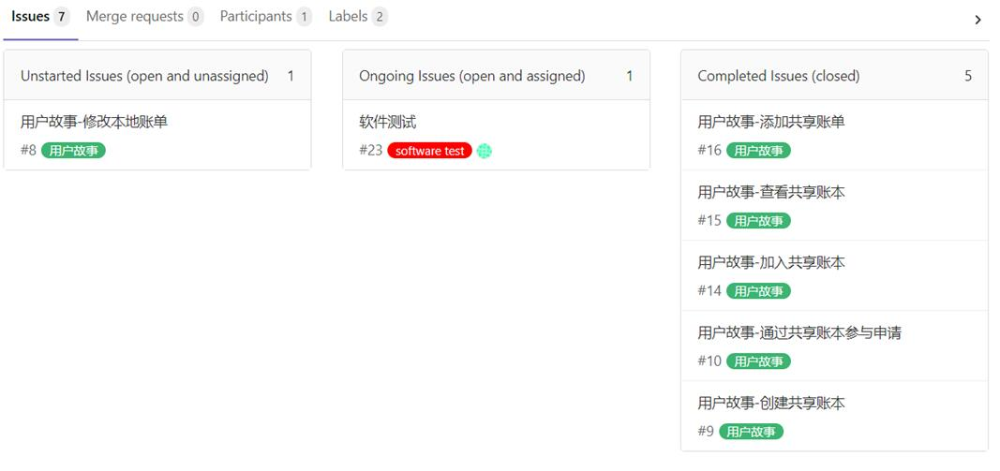 Issues 7 Merge requests 0 Participants 1 Labels 2
Unstarted Issues (open and unassigned) 1
用户故事-修改本地账单
#8 用户故事
Ongoing Issues (open and assigned) 1
软件测试
#23 software test
Completed Issues (closed) 5
用户故事-添加共享账单
#16 用户故事
用户故事-查看共享账本
#15 用户故事
用户故事-加入共享账本
#14 用户故事
用户故事-通过共享账本参与申请
#10 用户故事
用户故事-创建共享账本
#9 用户故事